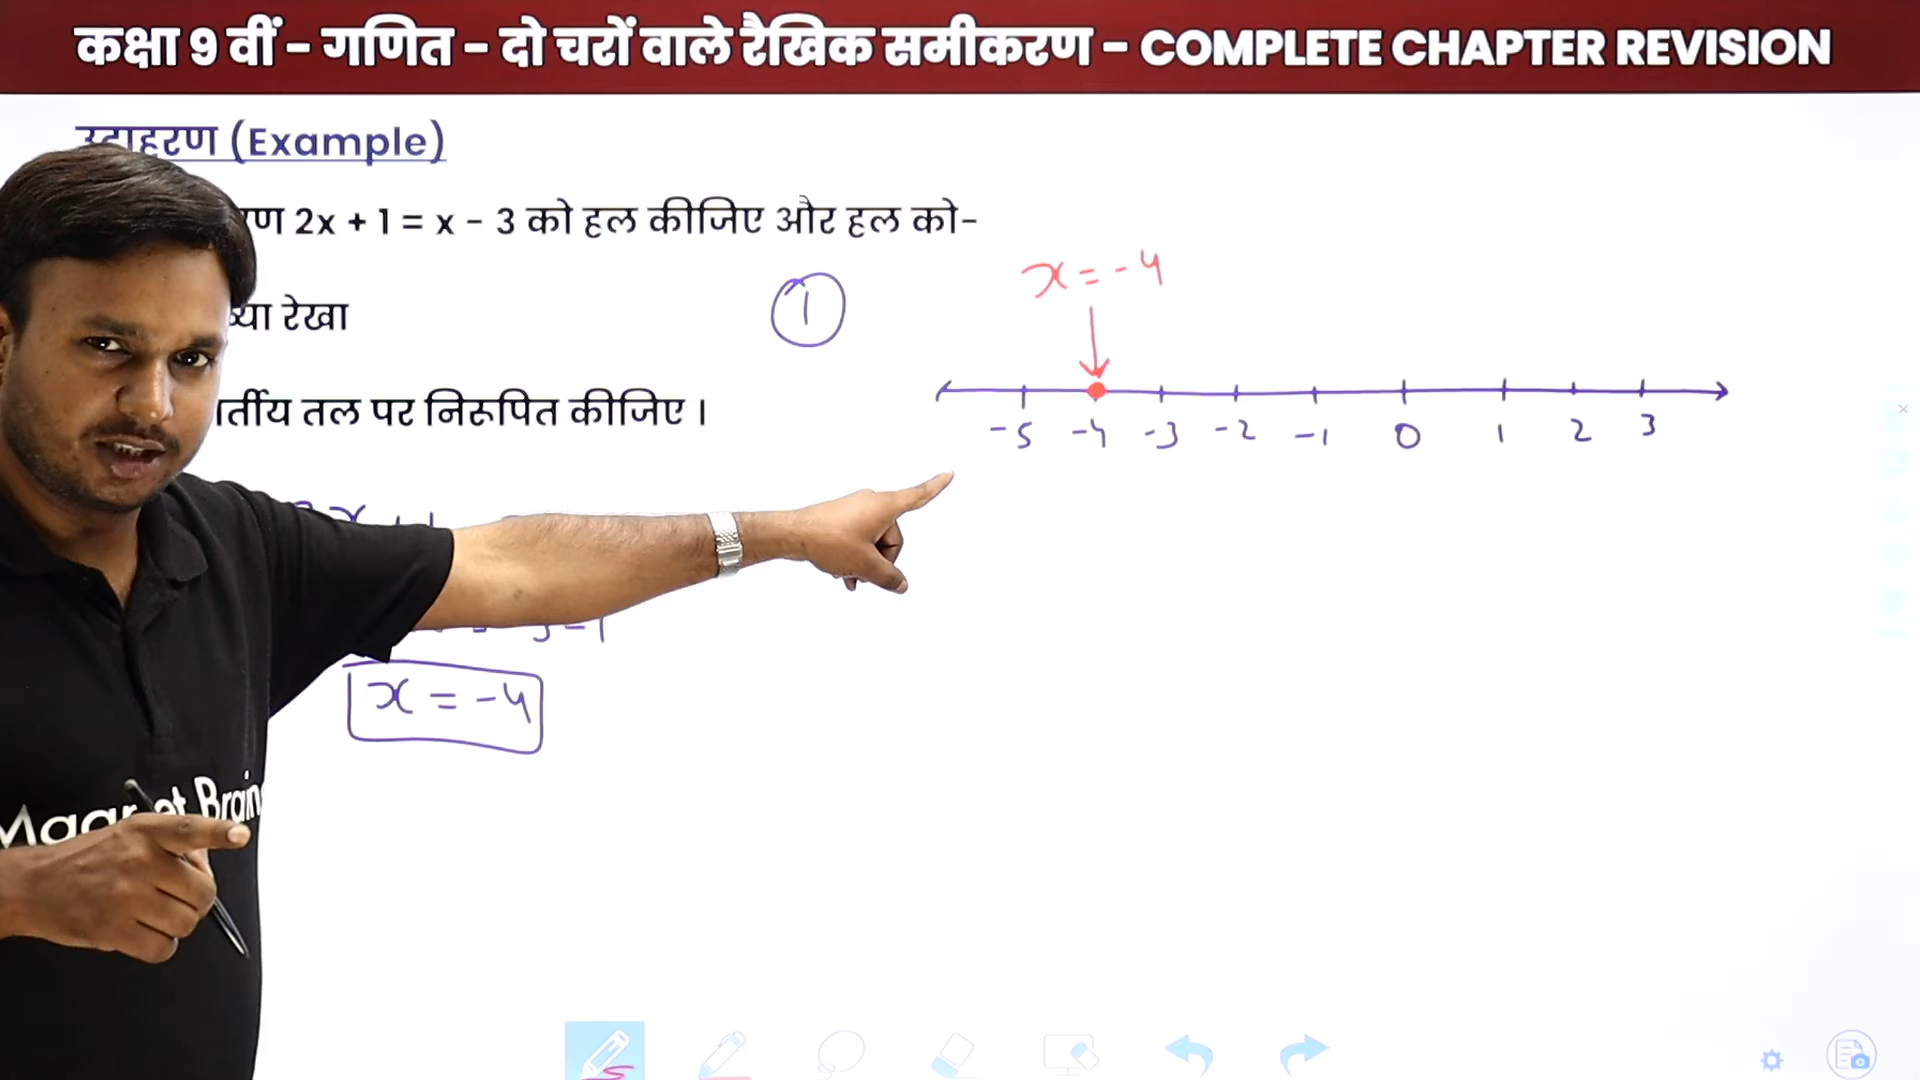 कक्षा 9 वीं - गणित - दो चरों वाले रैखिक समीकरण - COMPLETE CHAPTER REVISION
उदाहरण (Example)
2x + 1 = x - 3 को हल कीजिए और हल को-
रेखा
तल पर निरूपित कीजिए ।
1
x = -4
-5 -4 -3 -2 -1 0 1 2 3
x = -4